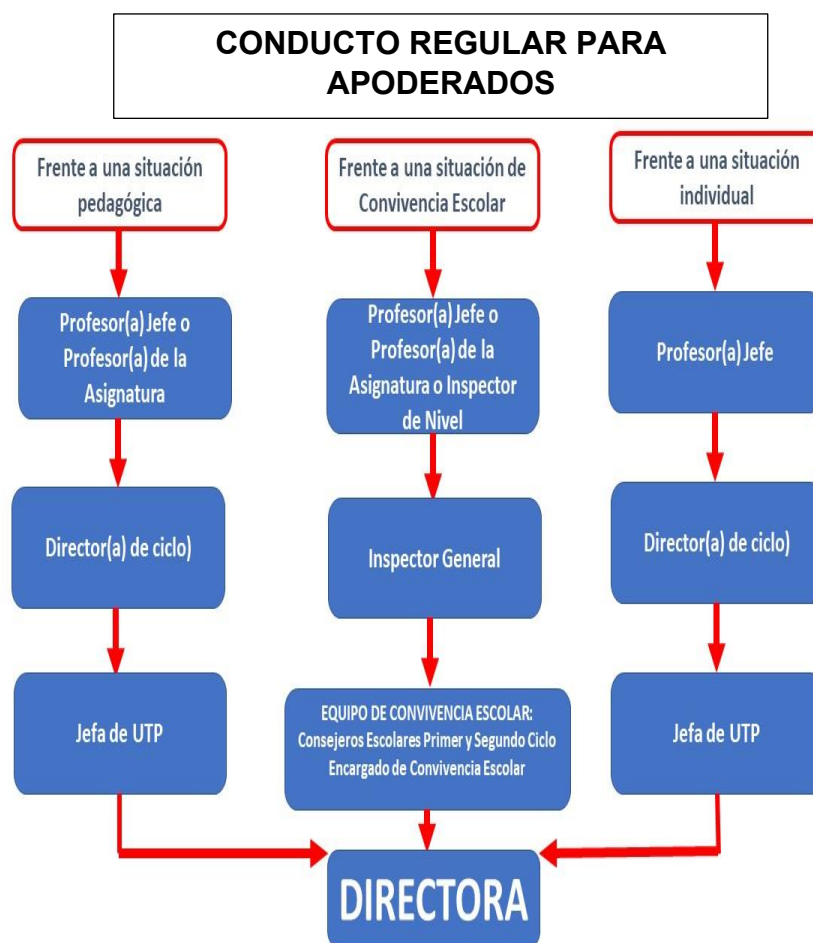 CONDUCTO REGULAR PARA
APODERADOS
Frente a una situación
pedagógica
Frente a una situación de
Convivencia Escolar
Frente a una situación
individual
Profesor(a) Jefe o
Profesor(a) de la
Asignatura
Profesor(a) Jefe o
Profesor(a) de la
Asignatura o Inspector
de Nivel
Profesor(a) Jefe
Director(a) de ciclo)
Inspector General
Director(a) de ciclo)
Jefa de UTP
EQUIPO DE CONVIVENCIA ESCOLAR:
Consejeros Escolares Primer y Segundo Ciclo
Encargado de Convivencia Escolar
Jefa de UTP
DIRECTORA